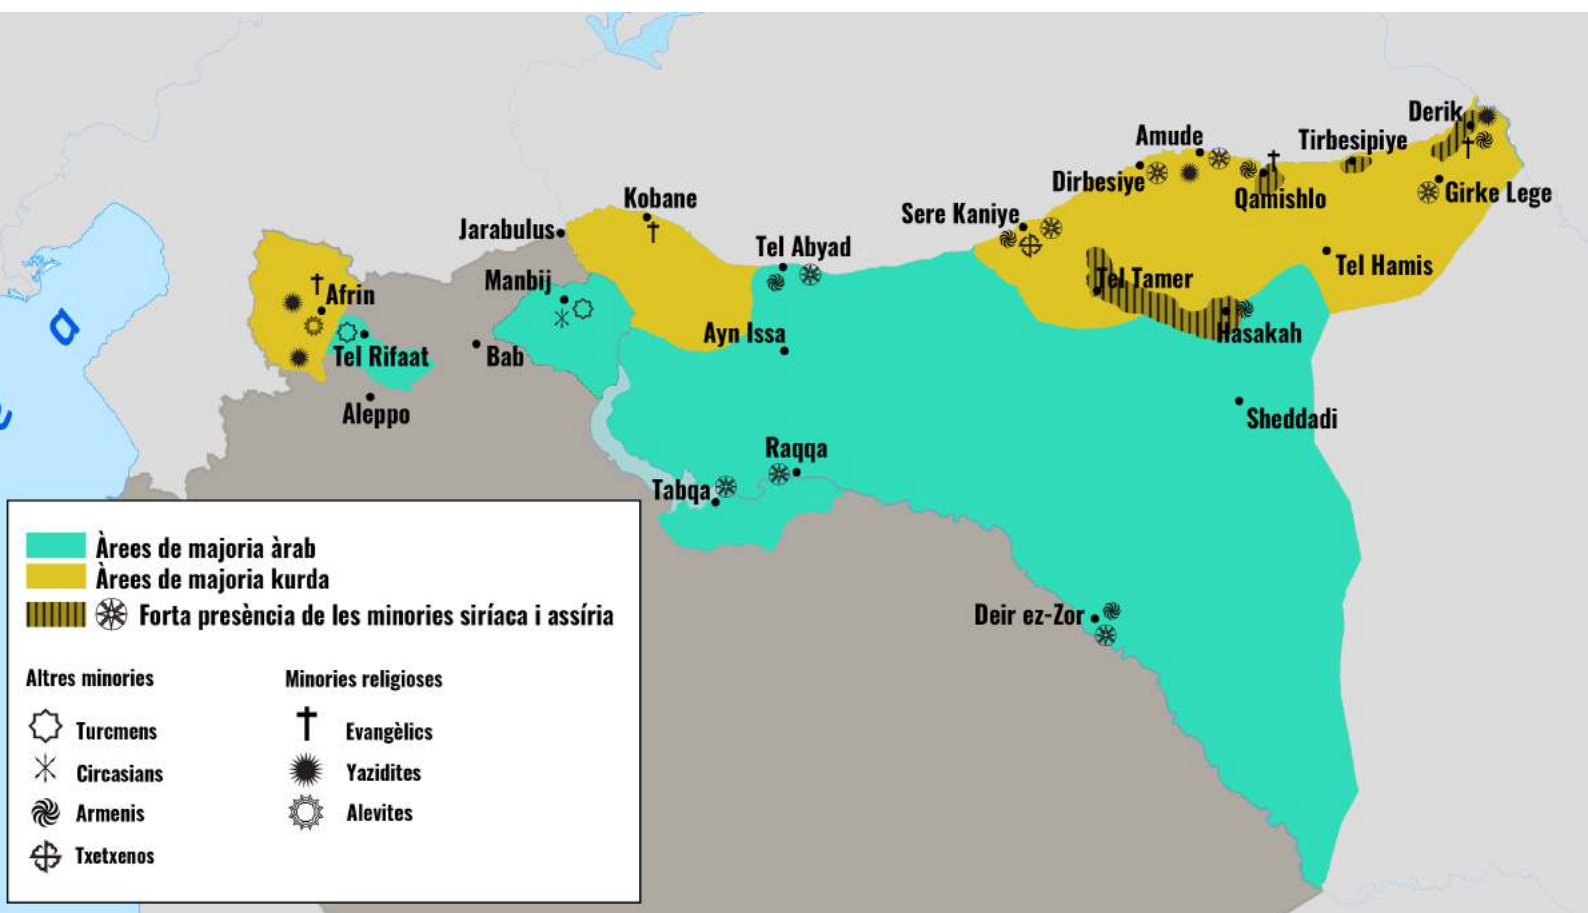 Derik
Amude
Tirbesipiye
Dirbesiye
Qamishlo
Girke Lege
Kobane
Sere Kaniye
Jarabulus
Tel Abyad
Tel Hamis
Manbij
Tel Tamer
Afrin
Ayn Issa
Hasakah
Tel Rifaat
Bab
a
Aleppo
Sheddadi
Raqqa
Tabqa
Deir ez-Zor
Àrees de majoria àrab
Àrees de majoria kurda
Forta presència de les minories siríaca i assíria
Altres minories
Turcmens
Circasians
Armenis
Txetxenos
Minories religioses
Evangèlics
Yazidites
Alevites